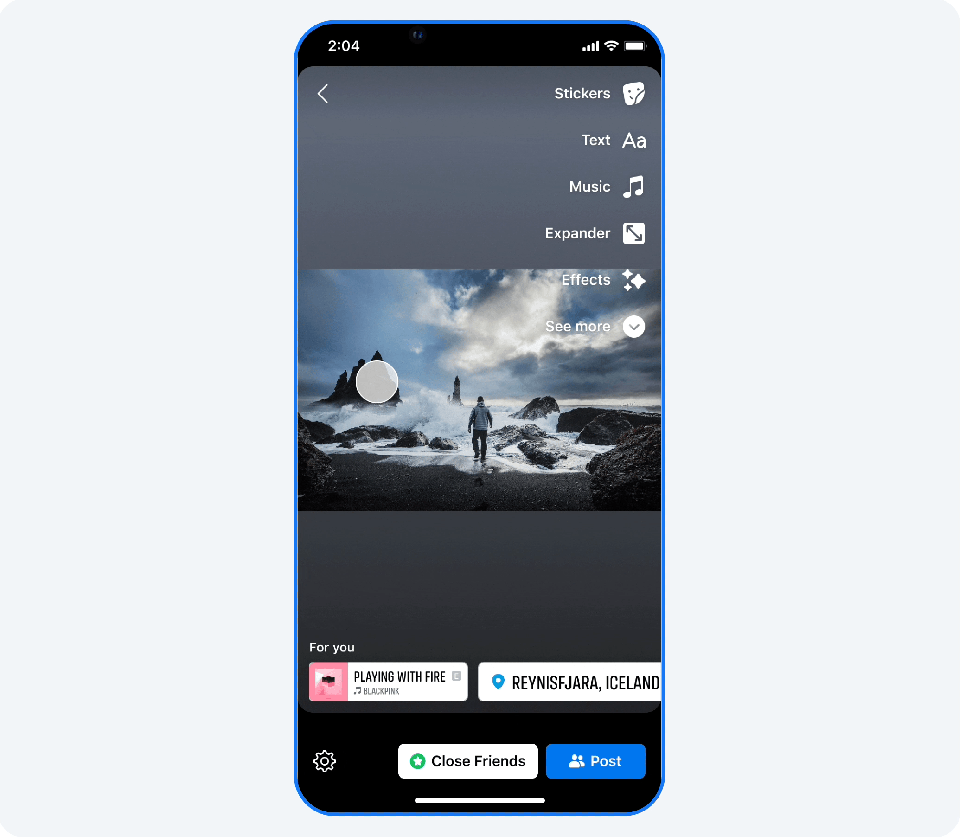 2:04
Stickers
Text Aa
Music
Expander
Effects
See more
For you
PLAYING WITH FIRE E
BLACKPINK
REYNISFJARA, ICELAND
Close Friends
Post